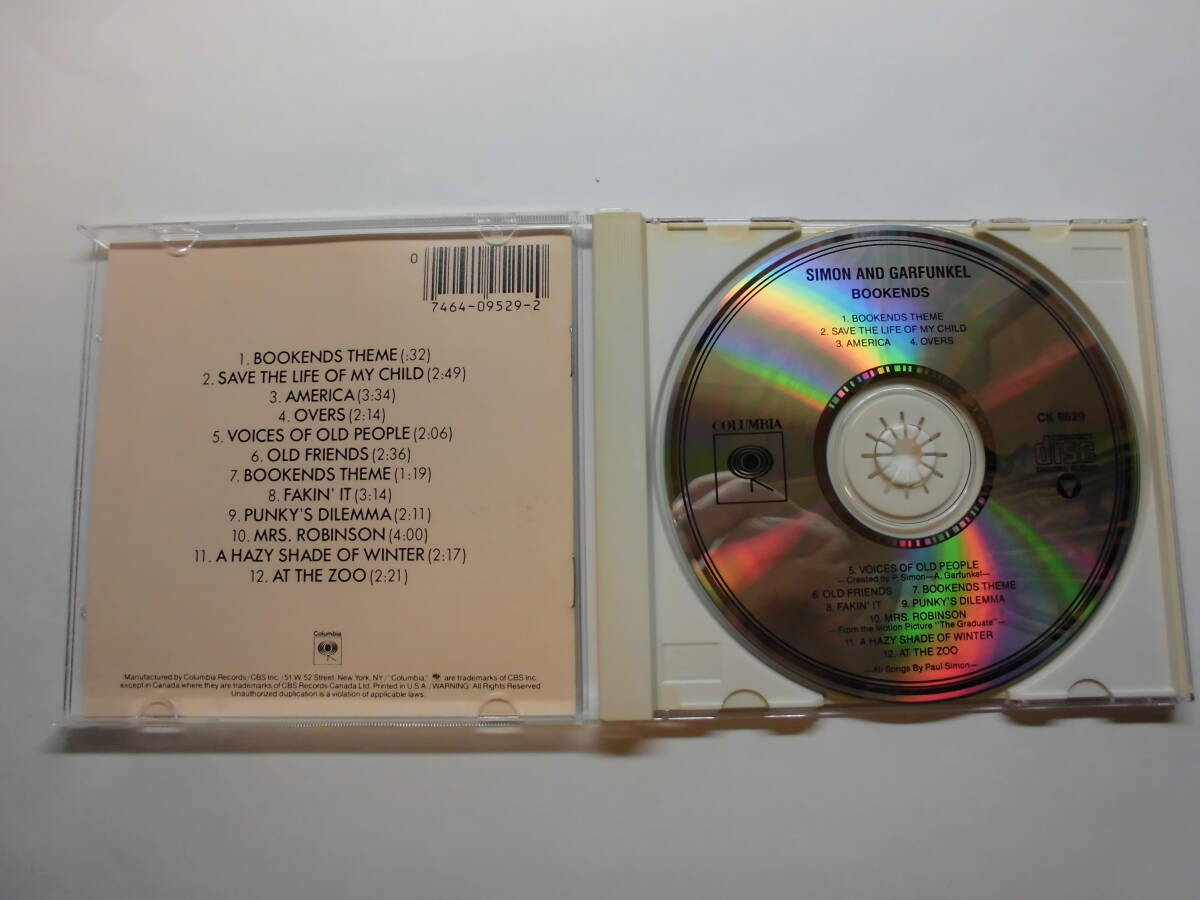 0
7464-09529-2
1. BOOKENDS THEME (:32)
2. SAVE THE LIFE OF MY CHILD (2:49)
3. AMERICA (3:34)
4. OVERS (2:14)
5. VOICES OF OLD PEOPLE (2:06)
6. OLD FRIENDS (2:36)
7. BOOKENDS THEME (1:19)
8. FAKIN' IT (3:14)
9. PUNKY'S DILEMMA (2:11)
10. MRS. ROBINSON (4:00)
11. A HAZY SHADE OF WINTER (2:17)
12. AT THE ZOO (2:21)
Columbia
Manufactured by Columbia Records/CBS Inc./51 W. 52 Street, New York, NY/"Columbia," are trademarks of CBS Inc.
except in Canada where they are trademarks of CBS Records Canada Ltd. Printed in U.S.A./WARNING: All Rights Reserved
Unauthorized duplication is a violation of applicable laws.
SIMON AND GARFUNKEL
BOOKENDS
1. BOOKENDS THEME
2. SAVE THE LIFE OF MY CHILD
3. AMERICA 4. OVERS
COLUMBIA
CK 9529
COMPACT
disc
DIGITAL AUDIO
5. VOICES OF OLD PEOPLE
—Created by P. Simon—A. Garfunkel—
6. OLD FRIENDS 7. BOOKENDS THEME
8. FAKIN' IT 9. PUNKY'S DILEMMA
10. MRS. ROBINSON
—From the Motion Picture "The Graduate"—
11. A HAZY SHADE OF WINTER
12. AT THE ZOO
—All Songs By Paul Simon—